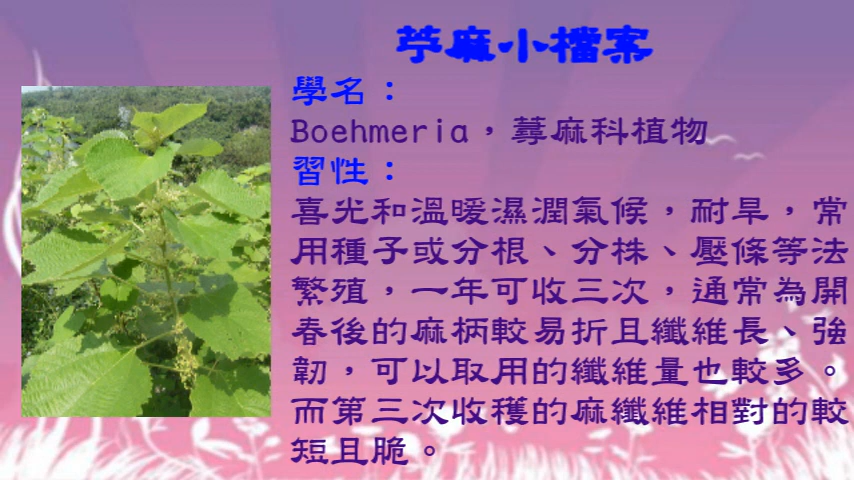 苧麻小檔案
學名：
Boehmeria，蕁麻科植物
習性：
喜光和溫暖濕潤氣候，耐旱，常
用種子或分根、分株、壓條等法
繁殖，一年可收三次，通常為開
春後的麻柄較易折且纖維長、強
韌，可以取用的纖維量也較多。
而第三次收穫的麻纖維相對的較
短且脆。